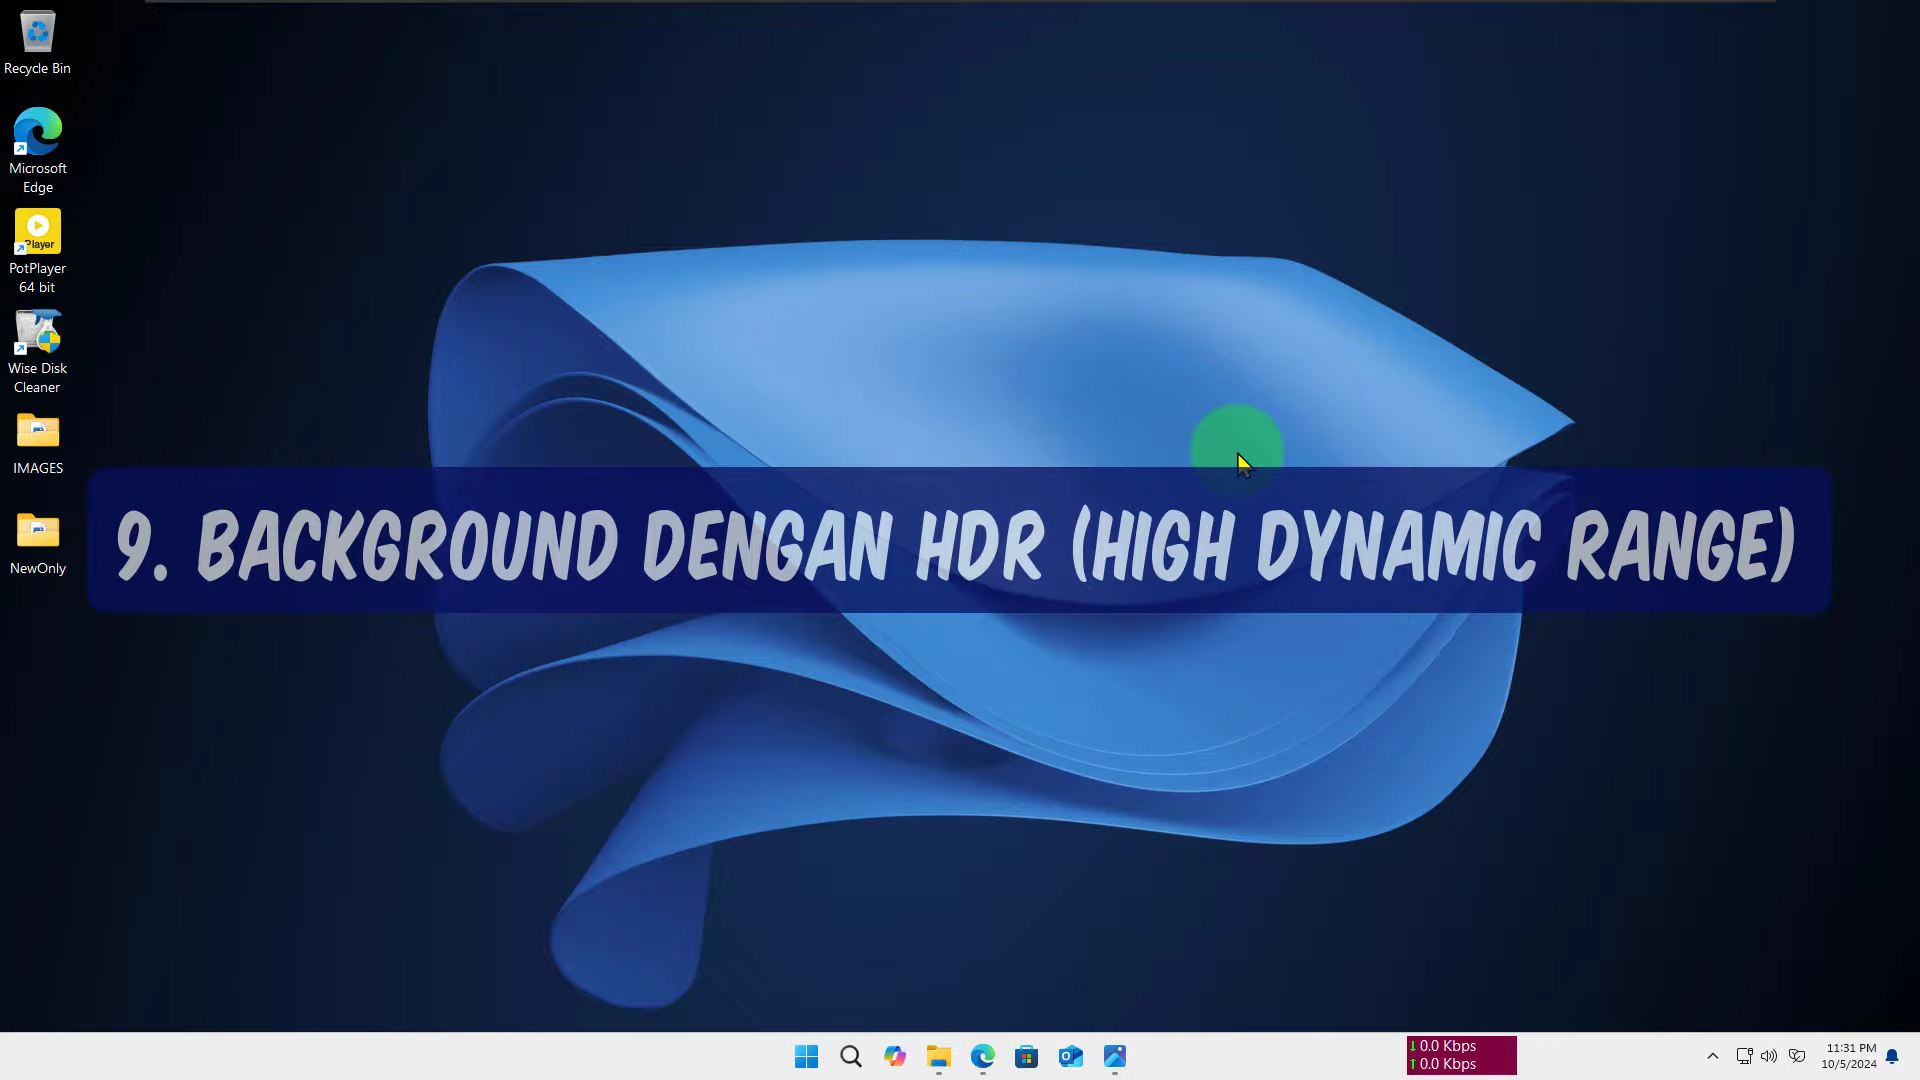 Recycle Bin
Microsoft
Edge
Player
PotPlayer
64 bit
Wise Disk
Cleaner
IMAGES
NewOnly
9. BACKGROUND DENGAN HDR (HIGH DYNAMIC RANGE)
↓ 0.0 Kbps
↑ 0.0 Kbps
11:31 PM
10/5/2024